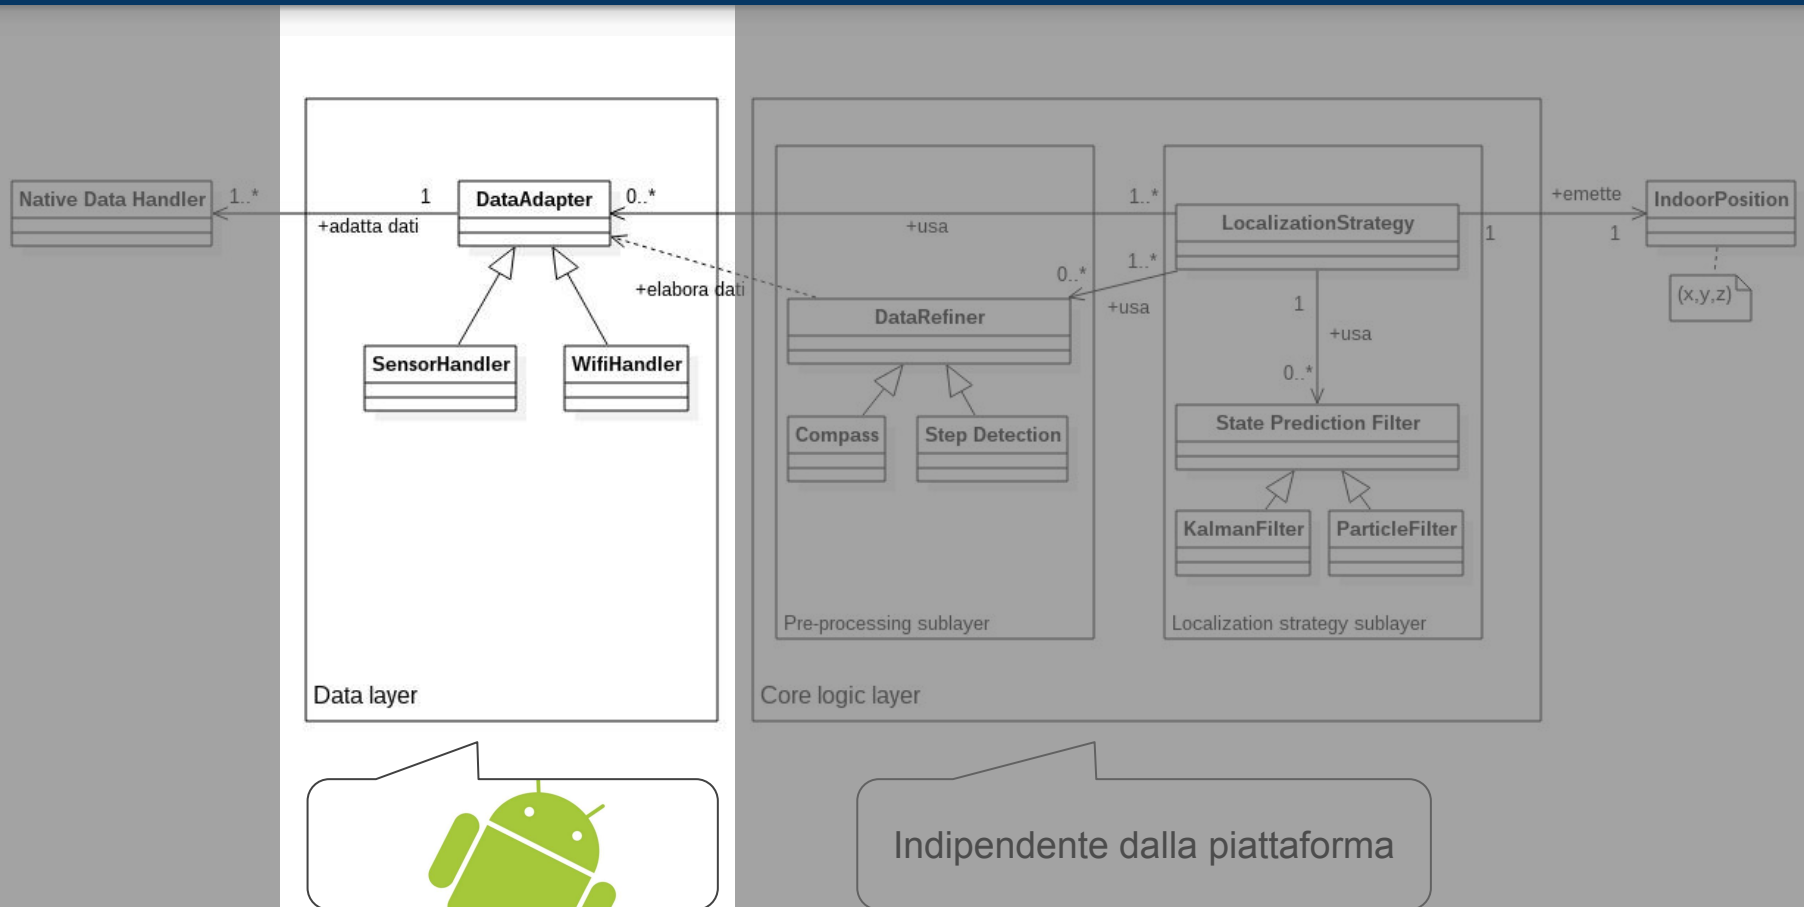 Native Data Handler
1..*
1
+adatta dati
DataAdapter
0..*
+elabora dati
SensorHandler
WifiHandler
Data layer
+usa
1..*
LocalizationStrategy
1
+emette
1
IndoorPosition
(x,y,z)
0..*
1..*
+usa
DataRefiner
Compass
Step Detection
Pre-processing sublayer
1
+usa
0..*
State Prediction Filter
KalmanFilter
ParticleFilter
Localization strategy sublayer
Core logic layer
Indipendente dalla piattaforma